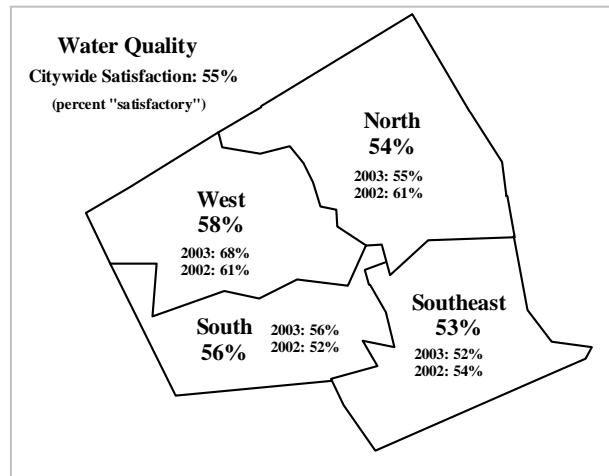 Water Quality
Citywide Satisfaction: 55%
(percent "satisfactory")
North
54%
2003: 55%
2002: 61%
West
58%
2003: 68%
2002: 61%
Southeast
53%
2003: 52%
2002: 54%
South
56%
2003: 56%
2002: 52%